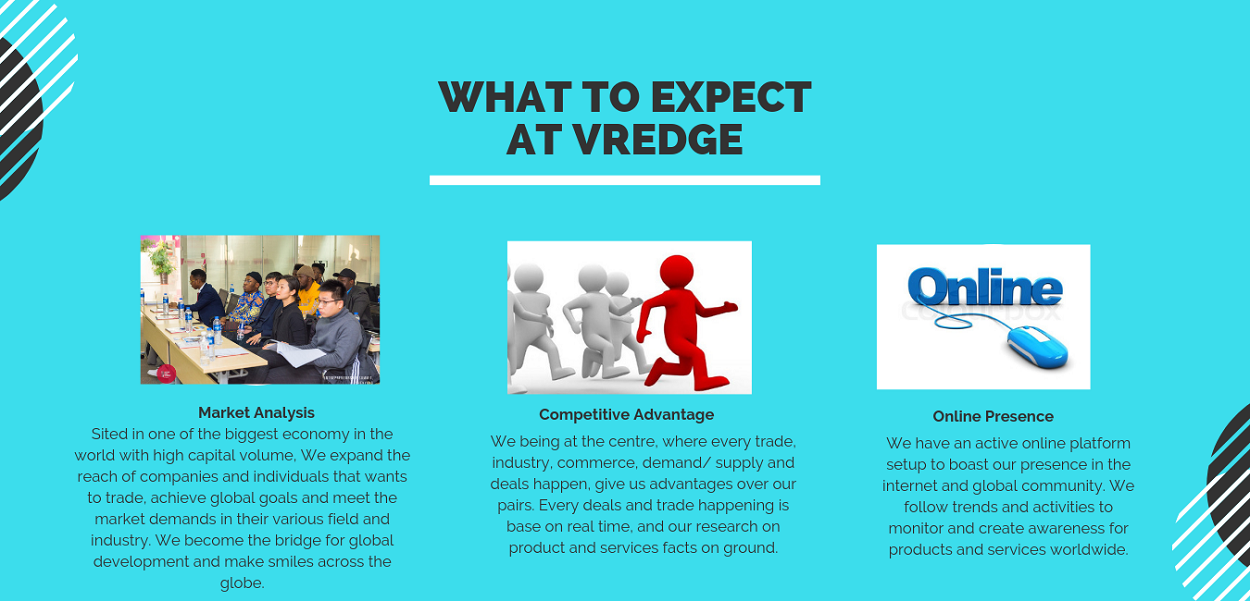 WHAT TO EXPECT
AT VREDGE
Online
Market Analysis
Sited in one of the biggest economy in the
world with high capital volume, We expand the
reach of companies and individuals that wants
to trade, achieve global goals and meet the
market demands in their various field and
industry. We become the bridge for global
development and make smiles across the
globe.
Competitive Advantage
We being at the centre, where every trade,
industry, commerce, demand/ supply and
deals happen, give us advantages over our
pairs. Every deals and trade happening is
base on real time, and our research on
product and services facts on ground.
Online Presence
We have an active online platform
setup to boast our presence in the
internet and global community. We
follow trends and activities to
monitor and create awareness for
products and services worldwide.